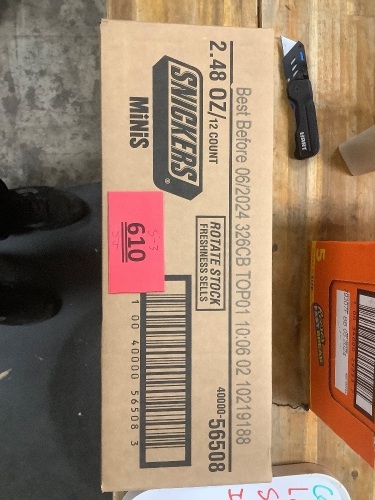 Best Before 06/2024 326CB TOP01 10:06 02 10219188
2.48 OZ/12 COUNT
SNICKERS®
MiNiS
ROTATE STOCK
FRESHNESS SELLS
40000-56508
610
1 00 40000 56508 3
5